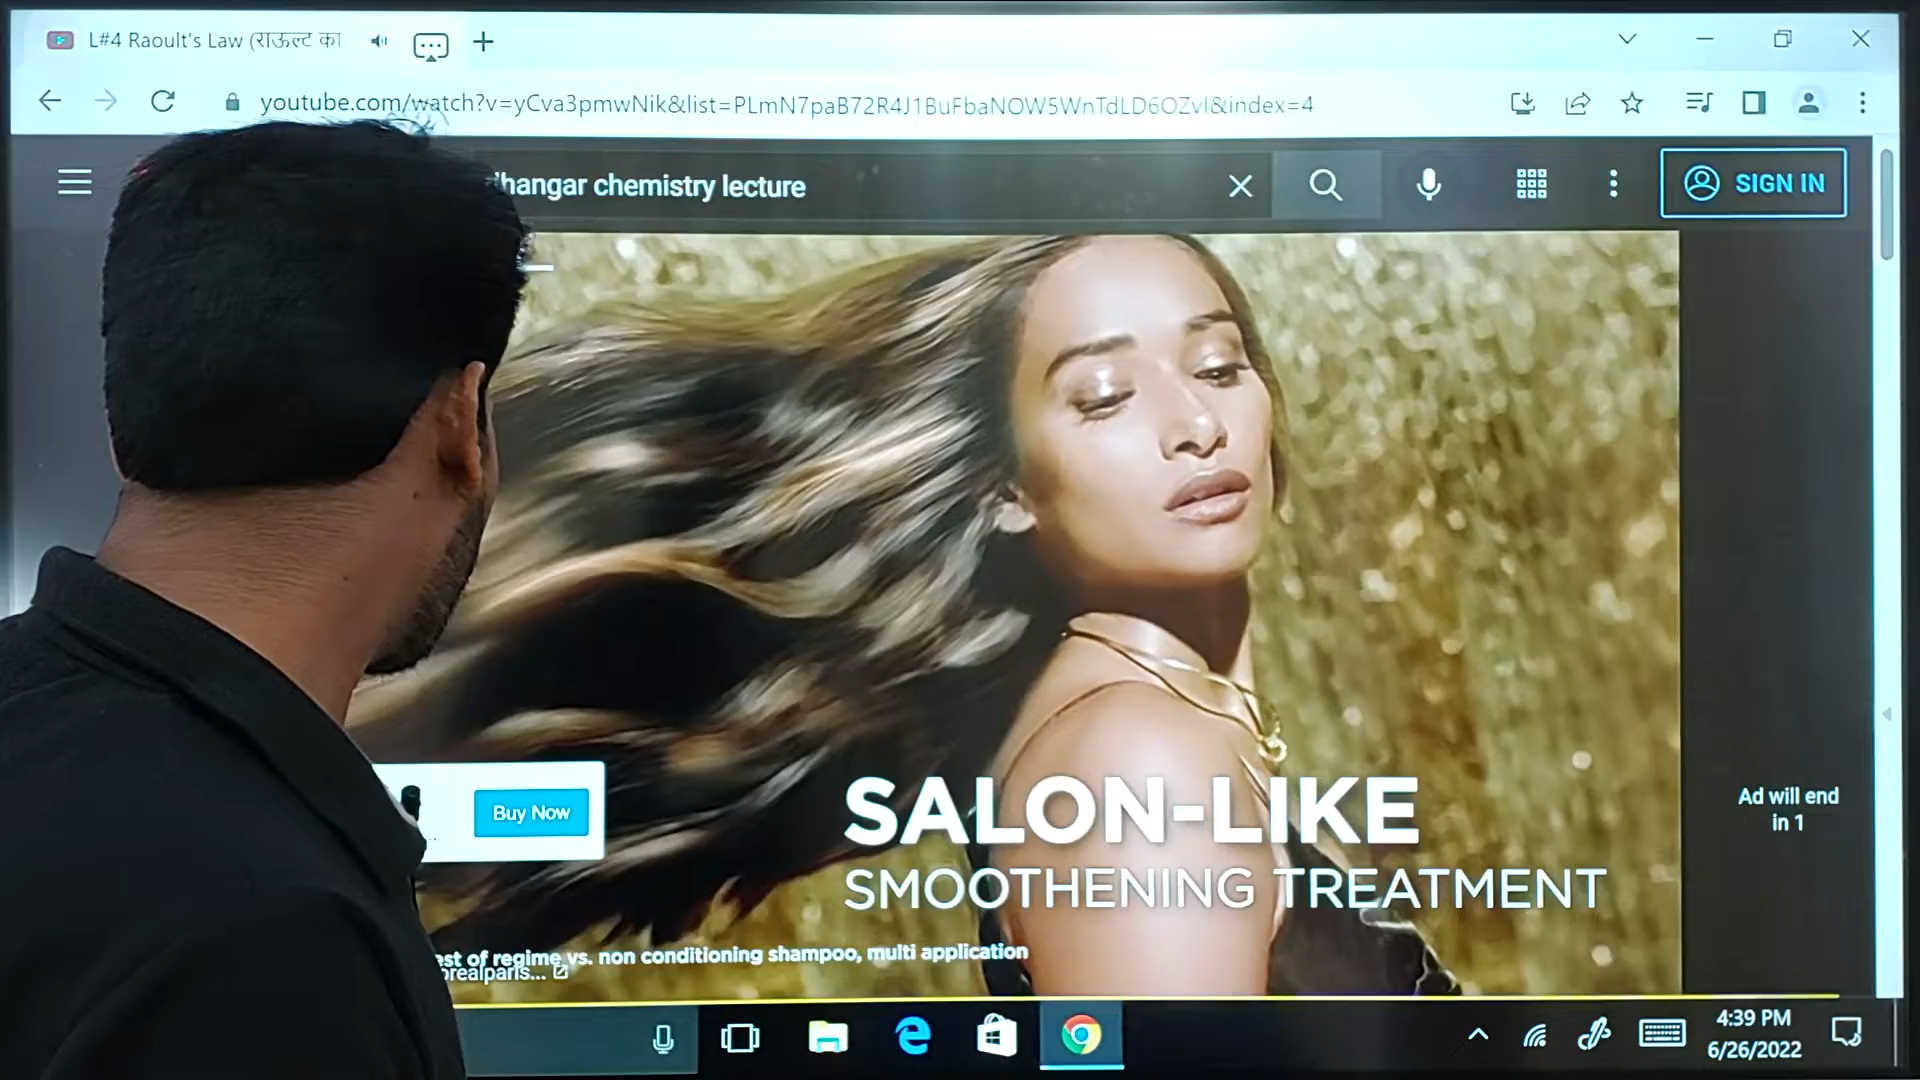 L#4 Raoult's Law (राऊल्ट का
youtube.com/watch?v=yCva3pmwNik&list=PLmN7paB72R4J1BuFbaNOW5WnTdLD6OZvI&index=4
hangar chemistry lecture
SIGN IN
Buy Now
SALON-LIKE
SMOOTHENING TREATMENT
Ad will end
in 1
est of regime vs. non conditioning shampoo, multi application
orealparis...
4:39 PM
6/26/2022